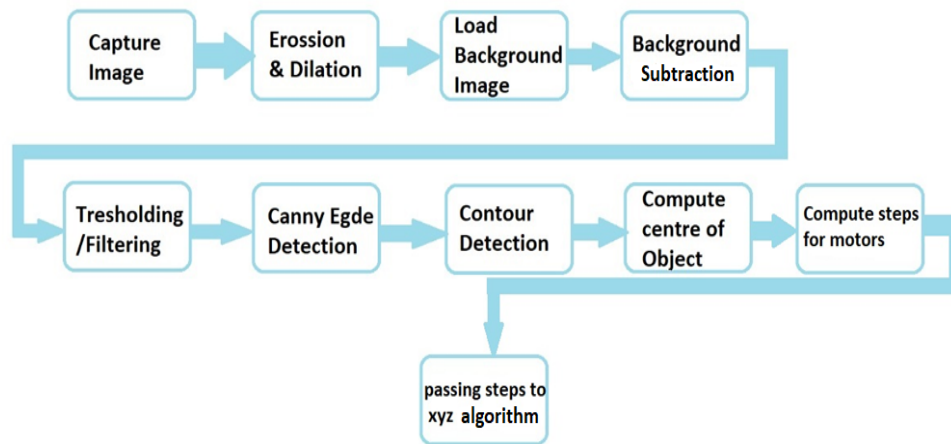 Capture
Image
Erossion
& Dilation
Load
Background
Image
Background
Subtraction
Tresholding
/Filtering
Canny Egde
Detection
Contour
Detection
Compute
centre of
Object
Compute steps
for motors
passing steps to
xyz algorithm